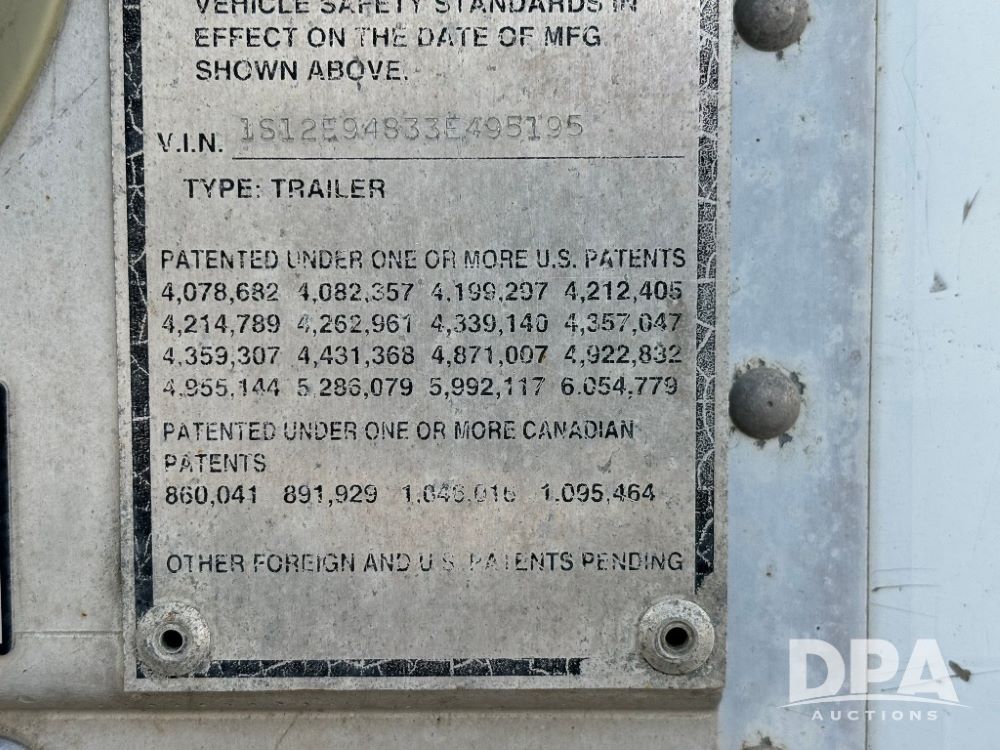 VEHICLE SAFETY STANDARDS IN
EFFECT ON THE DATE OF MFG
SHOWN ABOVE.
V.I.N. 1S12E94833E495195
TYPE: TRAILER
PATENTED UNDER ONE OR MORE U.S. PATENTS
4,078,682 4,082,357 4,199,297 4,212,405
4,214,789 4,262,961 4,339,140 4,357,047
4,359,307 4,431,368 4,871,007 4,922,832
4,955,144 5,286,079 5,992,117 6,054,779
PATENTED UNDER ONE OR MORE CANADIAN
PATENTS
860,041 891,929 1,046,016 1,095,464
OTHER FOREIGN AND U.S. PATENTS PENDING
DPA
AUCTIONS